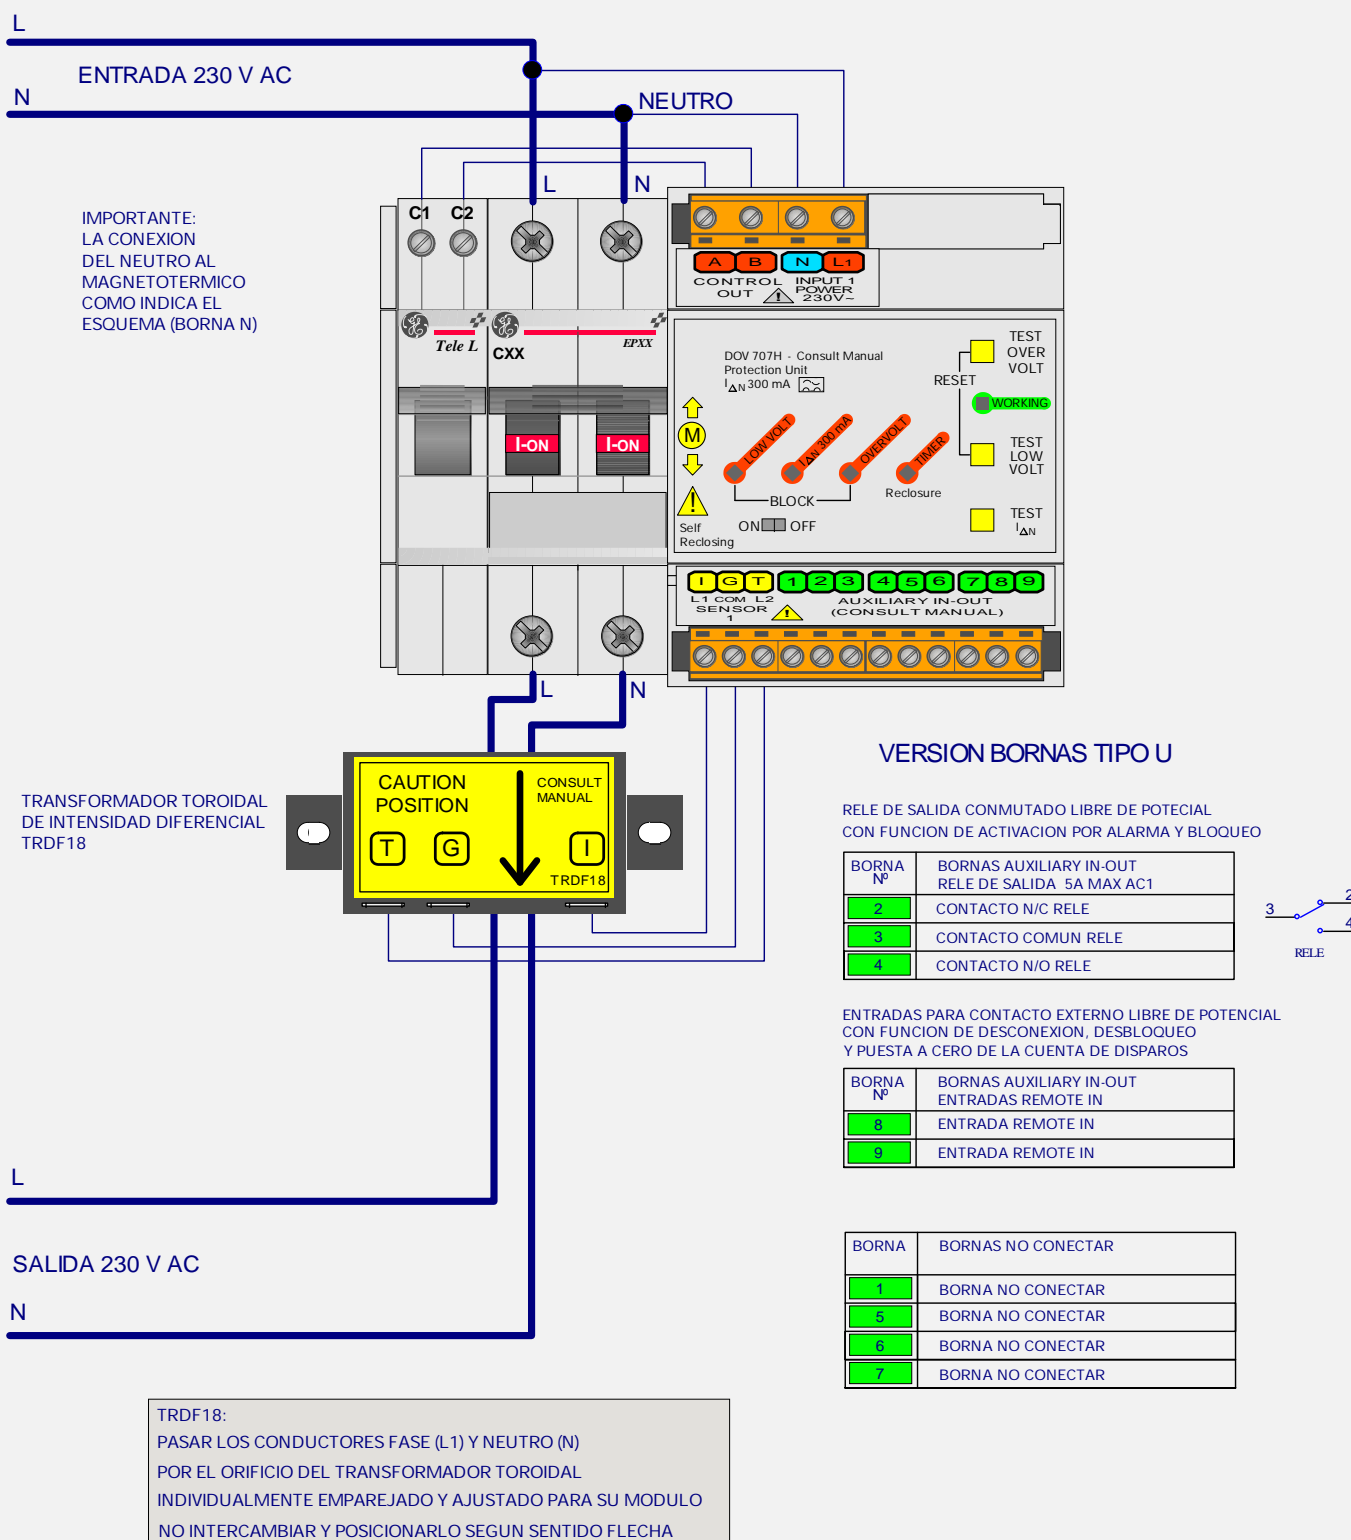 L
ENTRADA 230 V AC
N
NEUTRO
L
N
IMPORTANTE:
LA CONEXION
DEL NEUTRO AL
MAGNETOTERMICO
COMO INDICA EL
ESQUEMA (BORNA N)
C1 C2
A B N L1
CONTROL OUT
INPUT 1
POWER
230V~
Tele L
CXX
EPXX
I-ON
I-ON
DOV 707H - Consult Manual
Protection Unit
I∆N 300 mA
M
Self
Reclosing
LOW VOLT
I∆N 300 mA
OVERVOLT
TIMER
BLOCK
Reclosure
ON OFF
RESET
TEST
OVER
VOLT
WORKING
TEST
LOW
VOLT
TEST
I∆N
I G T 1 2 3 4 5 6 7 8 9
L1 COM L2
SENSOR
1
AUXILIARY IN-OUT
(CONSULT MANUAL)
L
N
TRANSFORMADOR TOROIDAL
DE INTENSIDAD DIFERENCIAL
TRDF18
CAUTION
POSITION
CONSULT
MANUAL
T G I
TRDF18
VERSION BORNAS TIPO U
RELE DE SALIDA CONMUTADO LIBRE DE POTECIAL
CON FUNCION DE ACTIVACION POR ALARMA Y BLOQUEO
BORNA Nº
BORNAS AUXILIARY IN-OUT
RELE DE SALIDA 5A MAX AC1
2 CONTACTO N/C RELE
3 CONTACTO COMUN RELE
4 CONTACTO N/O RELE
3
2
4
RELE
ENTRADAS PARA CONTACTO EXTERNO LIBRE DE POTENCIAL
CON FUNCION DE DESCONEXION, DESBLOQUEO
Y PUESTA A CERO DE LA CUENTA DE DISPAROS
BORNA Nº
BORNAS AUXILIARY IN-OUT
ENTRADAS REMOTE IN
8 ENTRADA REMOTE IN
9 ENTRADA REMOTE IN
BORNA BORNAS NO CONECTAR
1 BORNA NO CONECTAR
5 BORNA NO CONECTAR
6 BORNA NO CONECTAR
7 BORNA NO CONECTAR
L
SALIDA 230 V AC
N
TRDF18:
PASAR LOS CONDUCTORES FASE (L1) Y NEUTRO (N)
POR EL ORIFICIO DEL TRANSFORMADOR TOROIDAL
INDIVIDUALMENTE EMPAREJADO Y AJUSTADO PARA SU MODULO
NO INTERCAMBIAR Y POSICIONARLO SEGUN SENTIDO FLECHA